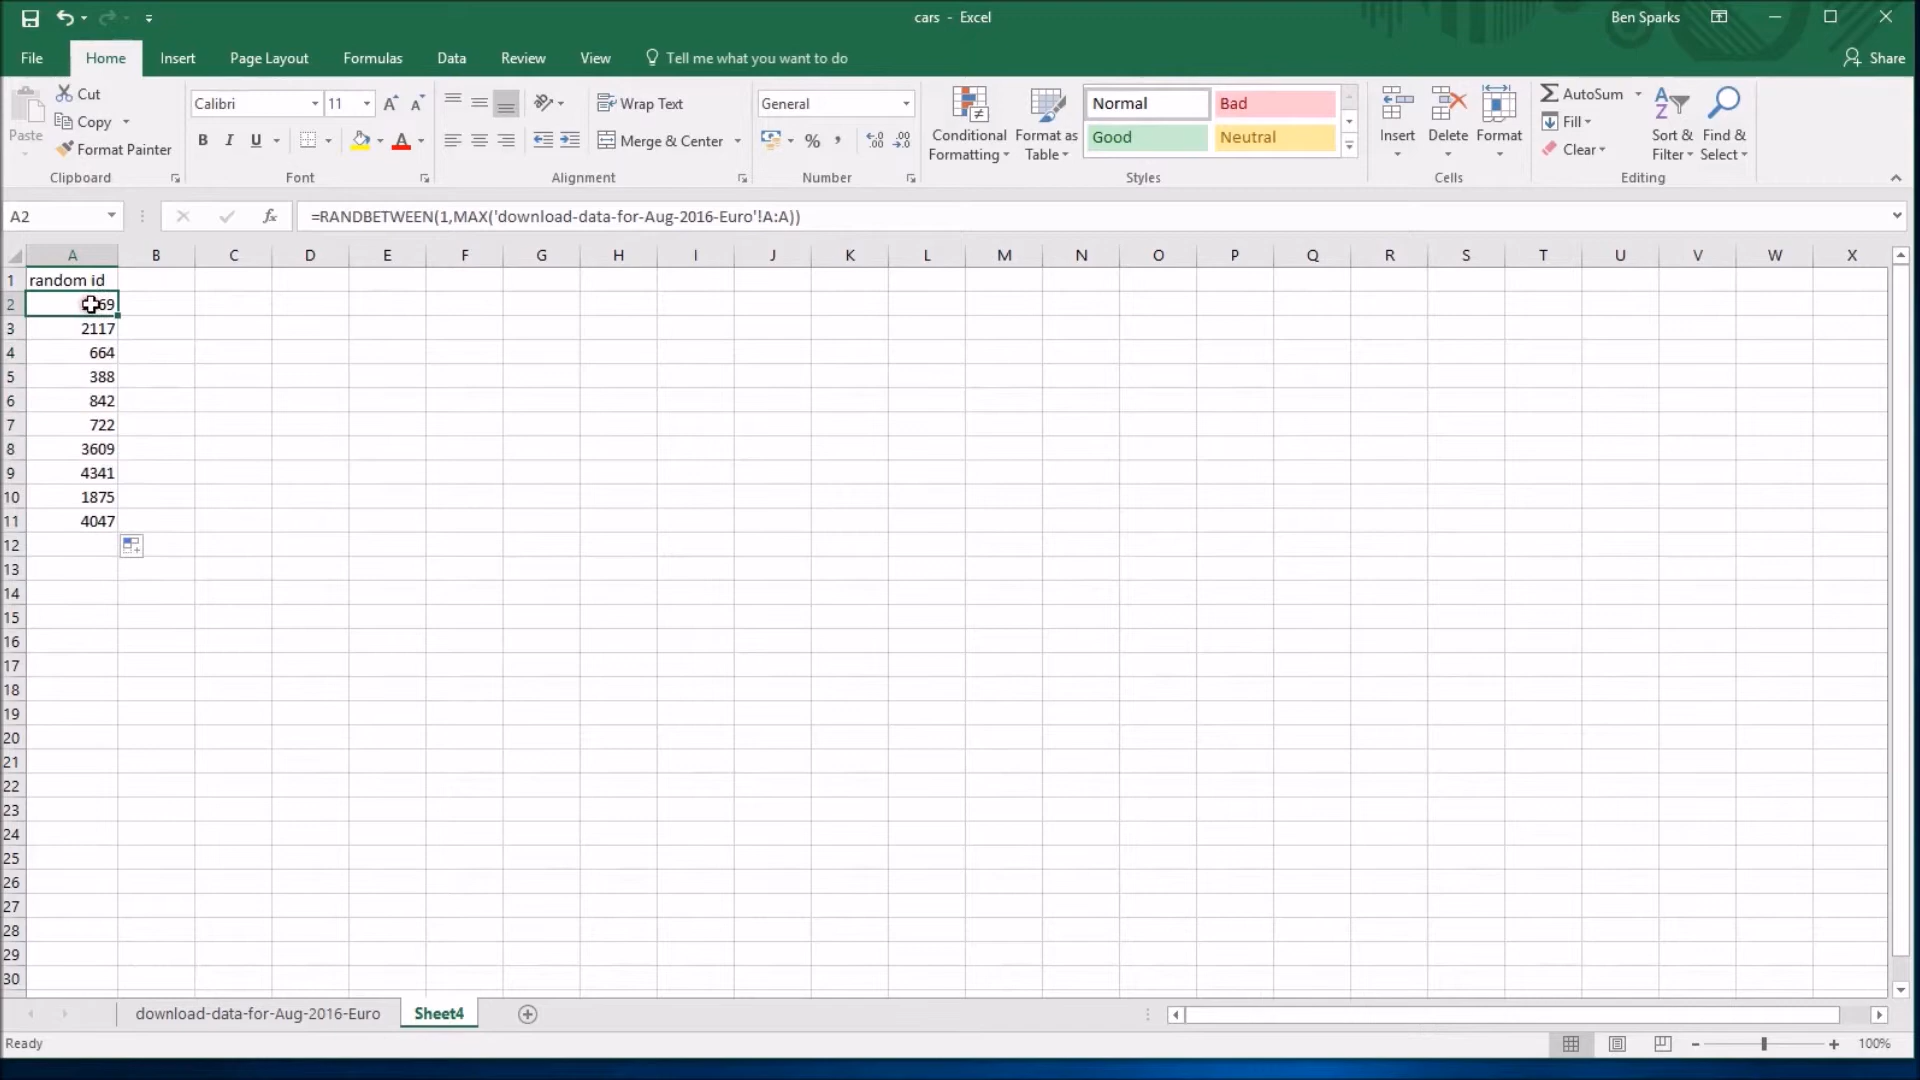 cars - Excel
Ben Sparks
File Home Insert Page Layout Formulas Data Review View Tell me what you want to do Share
Paste
Cut
Copy
Format Painter
Clipboard
Calibri 11 A A
B I U A
Font
Wrap Text
Merge & Center
Alignment
General
% ,
Number
Conditional Formatting
Format as Table
Normal Bad
Good Neutral
Styles
Insert Delete Format
Cells
AutoSum
Fill
Clear
Sort & Filter
Find & Select
Editing
A2 fx =RANDBETWEEN(1,MAX('download-data-for-Aug-2016-Euro'!A:A))
A B C D E F G H I J K L M N O P Q R S T U V W X
1 random id
2
3 2117
4 664
5 388
6 842
7 722
8 3609
9 4341
10 1875
11 4047
12
13
14
15
16
17
18
19
20
21
22
23
24
25
26
27
28
29
30
download-data-for-Aug-2016-Euro Sheet4
Ready
100%